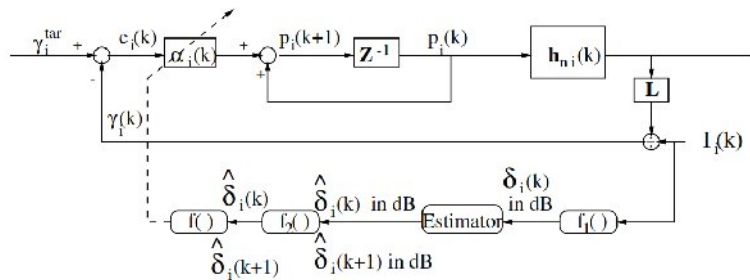 γ_i^tar + e_i(k) α_i(k) + p_i(k+1) Z^-1 p_i(k) h_ni(k)
- +
L
γ_i(k)
÷ I_i(k)
δ̂_i(k) δ̂_i(k) in dB δ_i(k) in dB
f( ) f_2( ) Estimator f_1( )
δ̂_i(k+1) δ̂_i(k+1) in dB